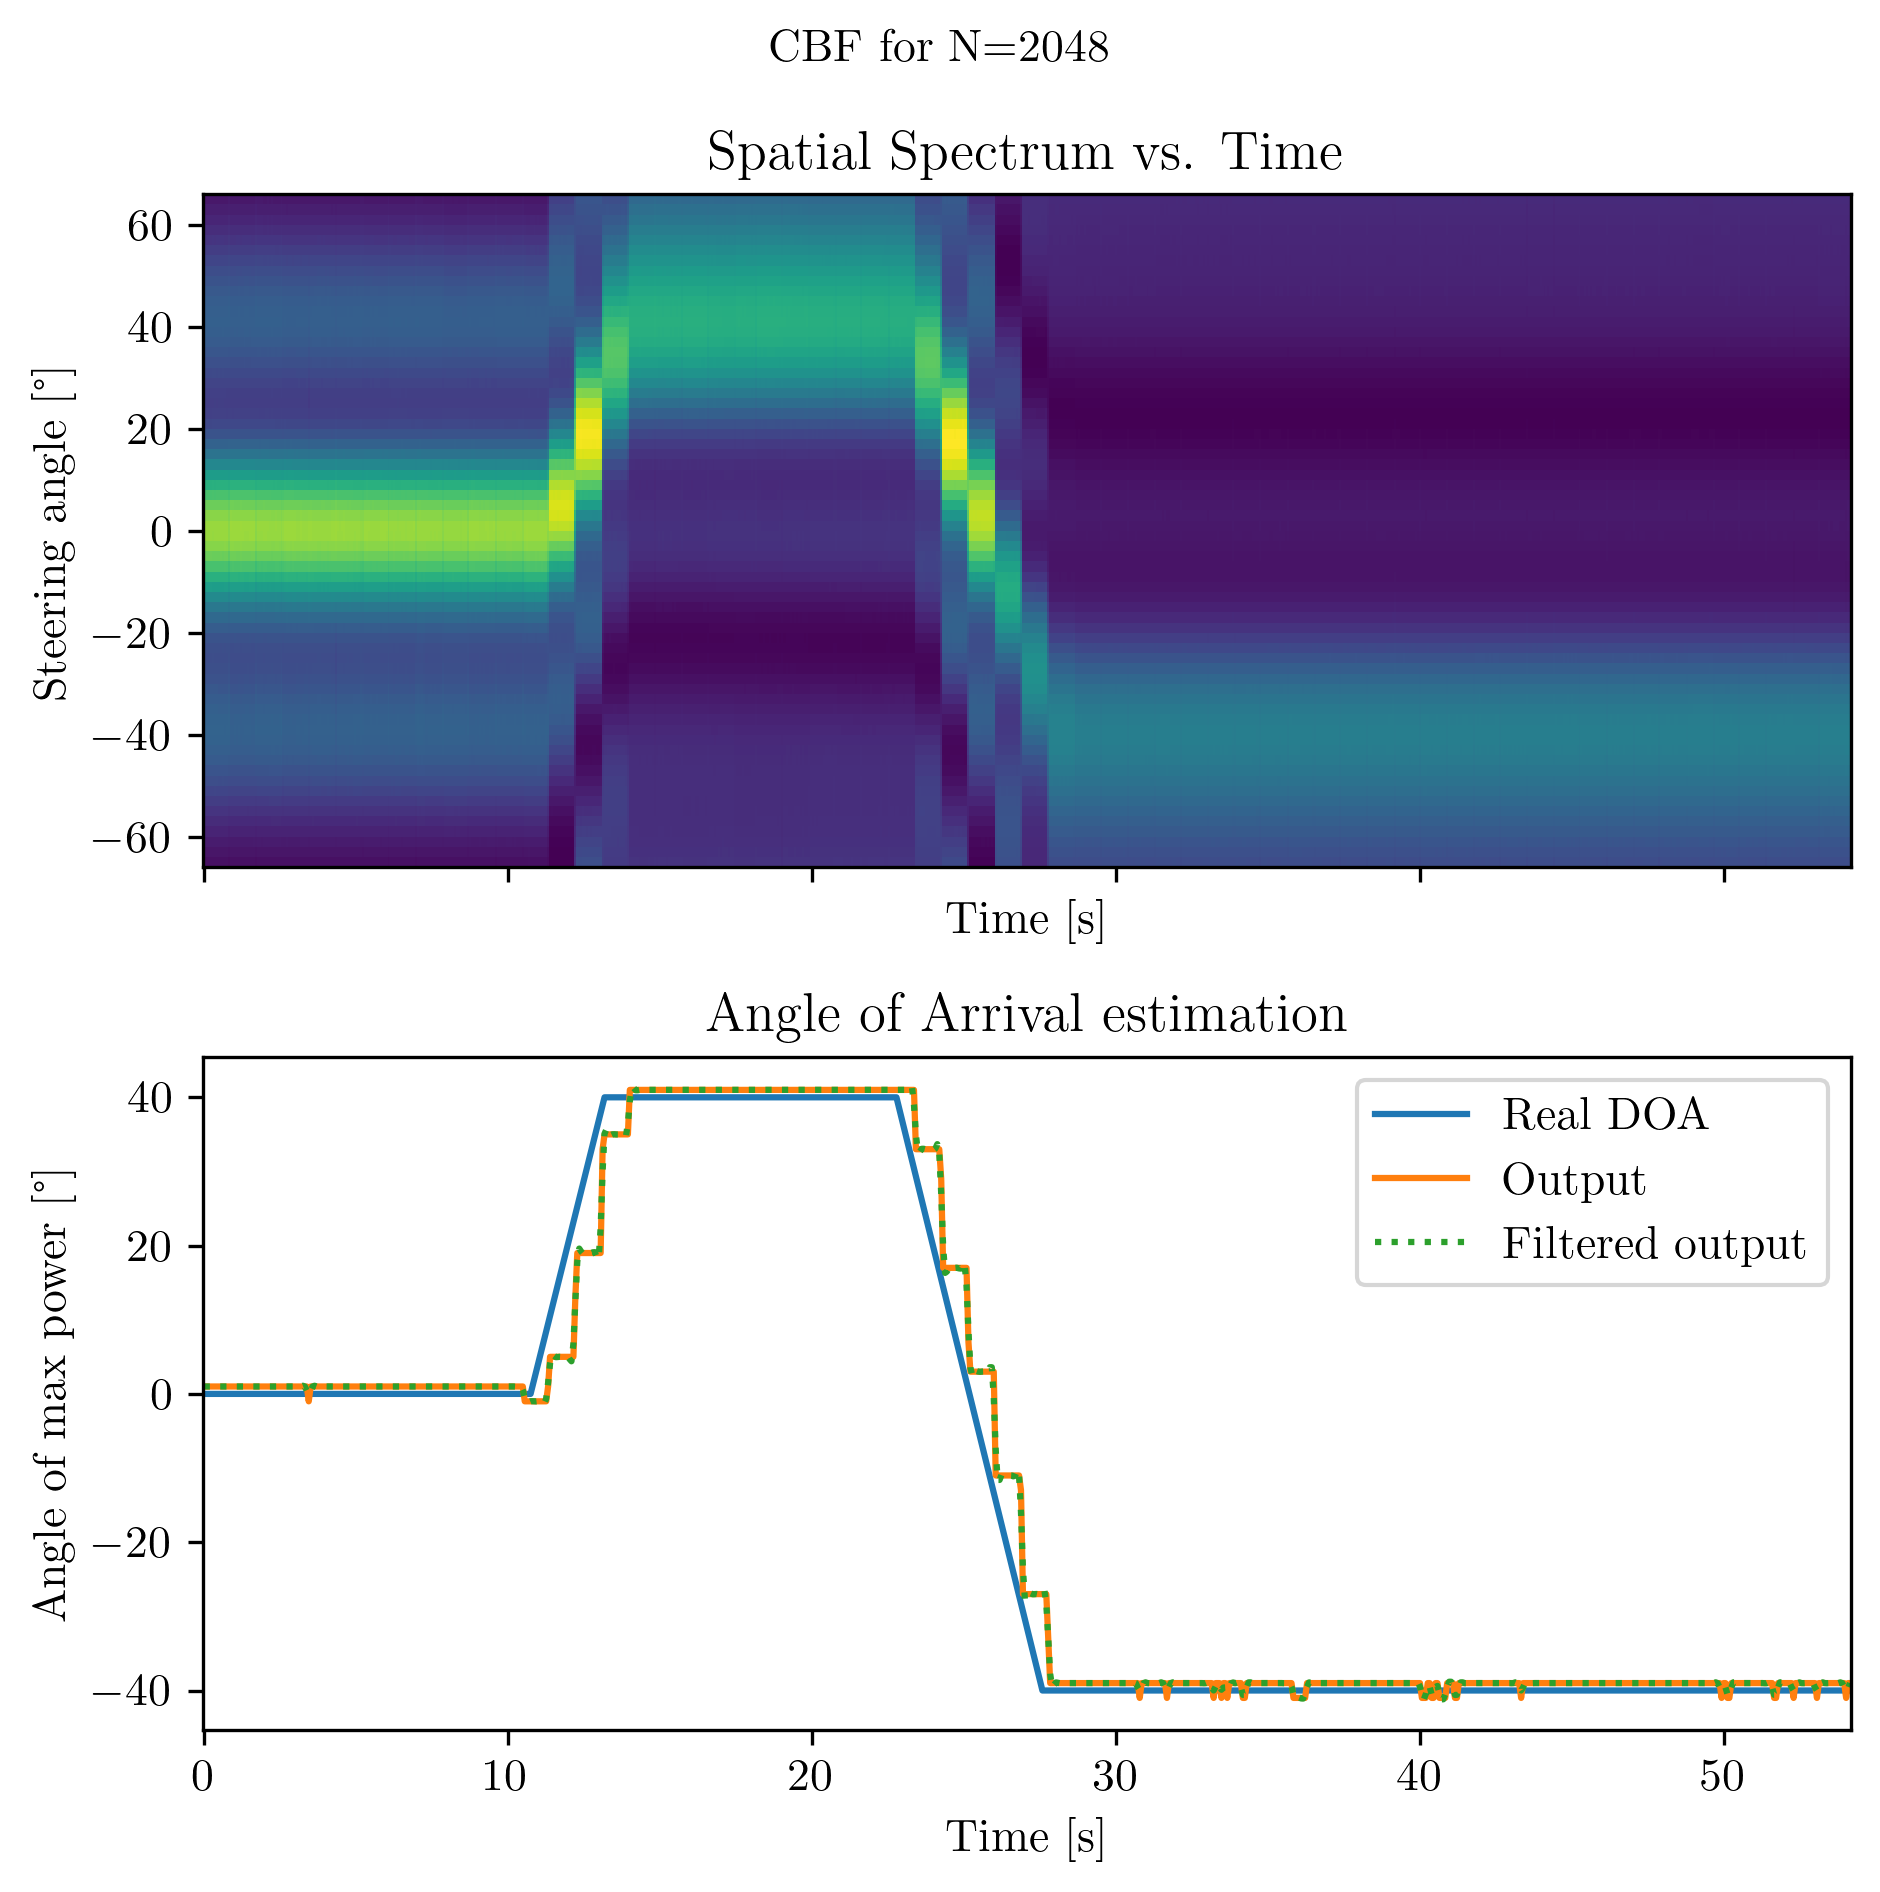 CBF for N=2048
Spatial Spectrum vs. Time
Steering angle [°]
60
40
20
0
−20
−40
−60
Time [s]
Angle of Arrival estimation
Angle of max power [°]
40
20
0
−20
−40
Real DOA
Output
Filtered output
0 10 20 30 40 50
Time [s]